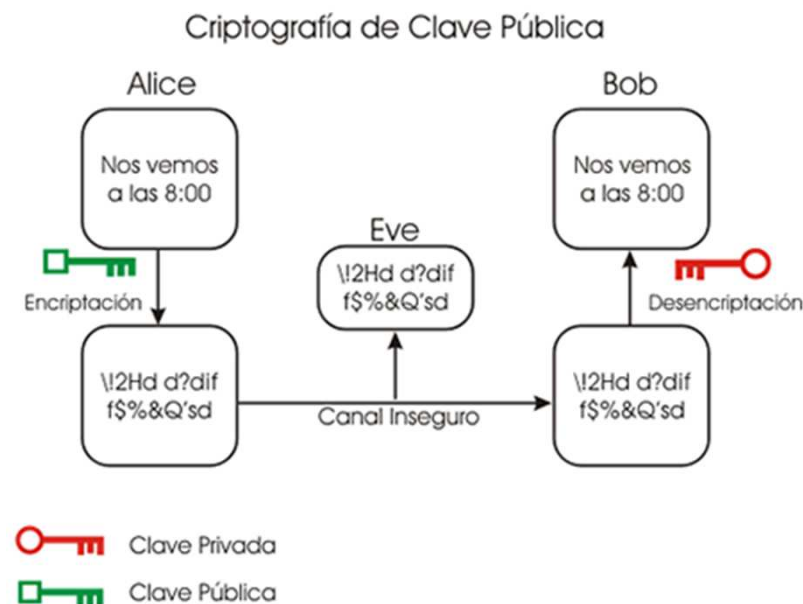 Criptografía de Clave Pública
Alice
Bob
Nos vemos
a las 8:00
Nos vemos
a las 8:00
Eve
\!2Hd d?dif
f$%&Q'sd
Encriptación
Desencriptación
\!2Hd d?dif
f$%&Q'sd
\!2Hd d?dif
f$%&Q'sd
Canal Inseguro
Clave Privada
Clave Pública